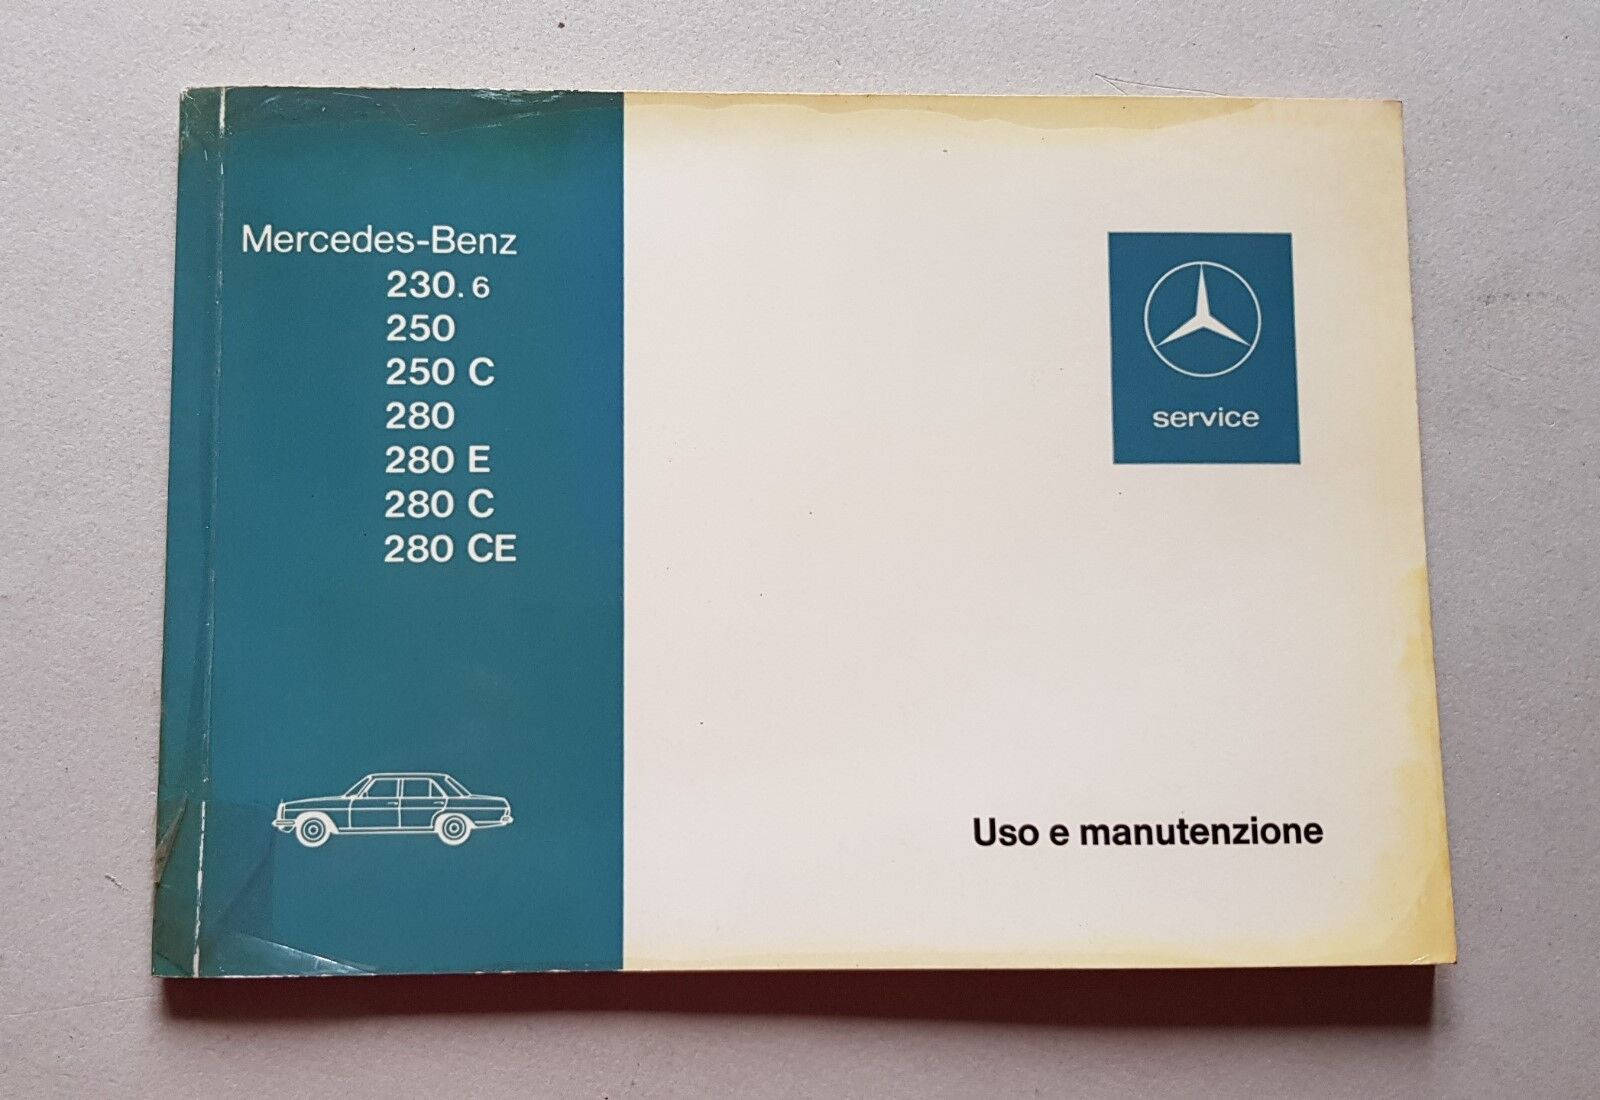 Mercedes-Benz
230.6
250
250 C
280
280 E
280 C
280 CE
service
Uso e manutenzione